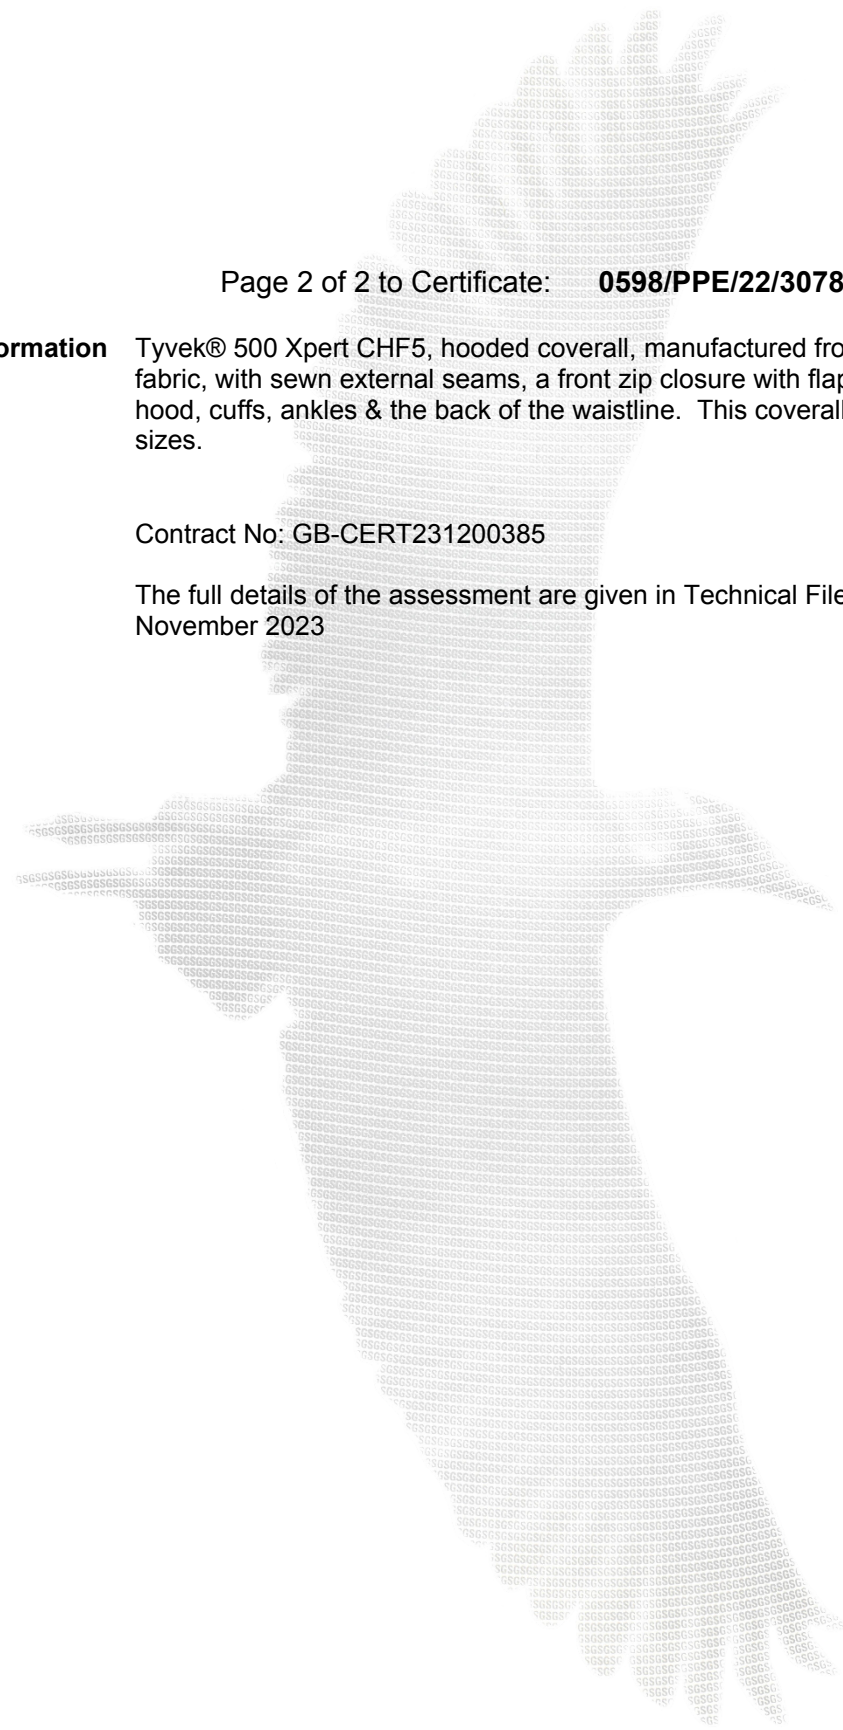 Page 2 of 2 to Certificate: 0598/PPE/22/3078
ormation Tyvek® 500 Xpert CHF5, hooded coverall, manufactured fro
fabric, with sewn external seams, a front zip closure with flap
hood, cuffs, ankles & the back of the waistline. This coverall
sizes.
Contract No: GB-CERT231200385
The full details of the assessment are given in Technical File
November 2023